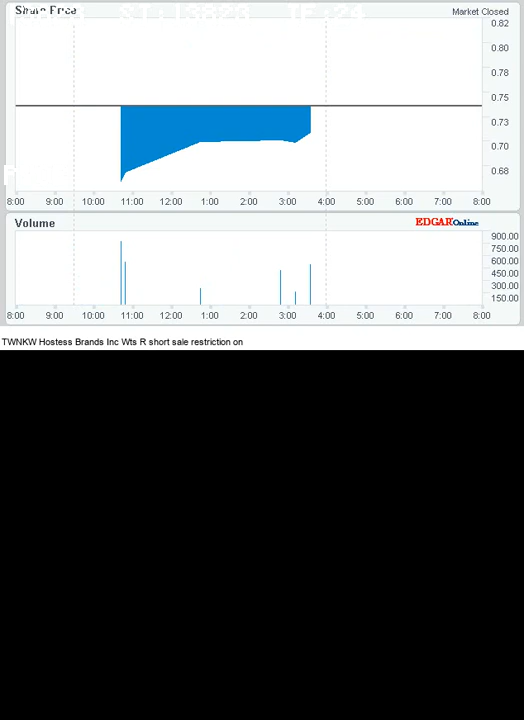 Share Price
Market Closed
0.82
0.80
0.78
0.75
0.73
0.70
0.68
8:00 9:00 10:00 11:00 12:00 1:00 2:00 3:00 4:00 5:00 6:00 7:00 8:00
Volume
EDGAR Online
900.00
750.00
600.00
450.00
300.00
150.00
8:00 9:00 10:00 11:00 12:00 1:00 2:00 3:00 4:00 5:00 6:00 7:00 8:00
TWNKW Hostess Brands Inc Wts R short sale restriction on